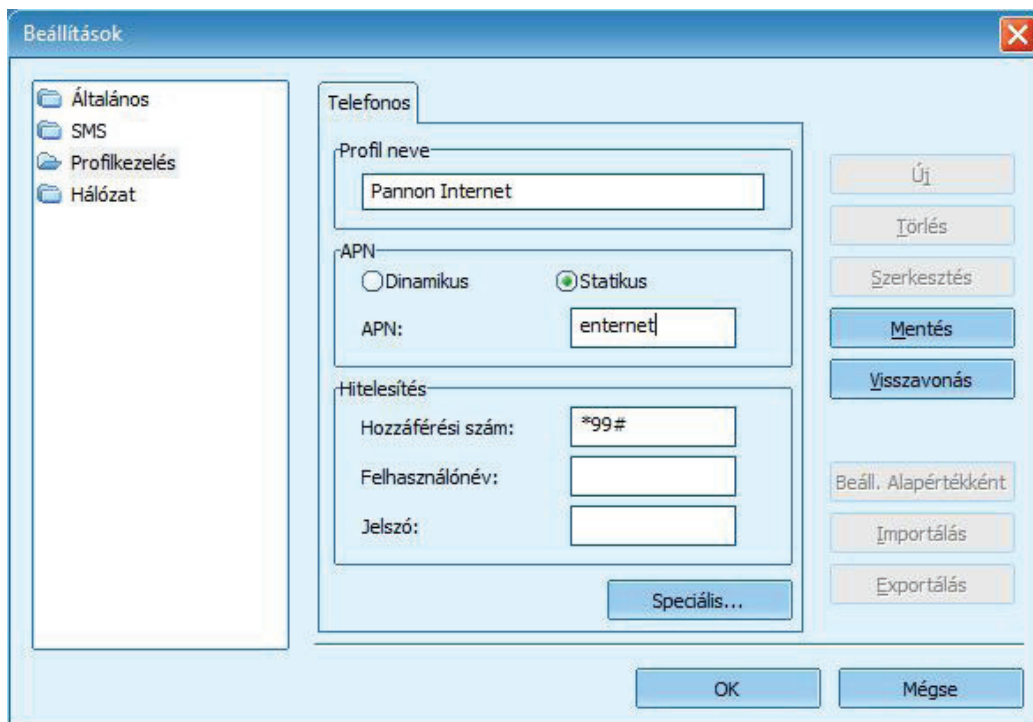 Beállítások
Általános
SMS
Profilkezelés
Hálózat
Telefonos
Profil neve
Pannon Internet
APN
Dinamikus
Statikus
APN:
enternet
Hitelesítés
Hozzáférési szám:
*99#
Felhasználónév:
Jelszó:
Speciális...
Új
Törlés
Szerkesztés
Mentés
Visszavonás
Beáll. Alapértékként
Importálás
Exportálás
OK
Mégse